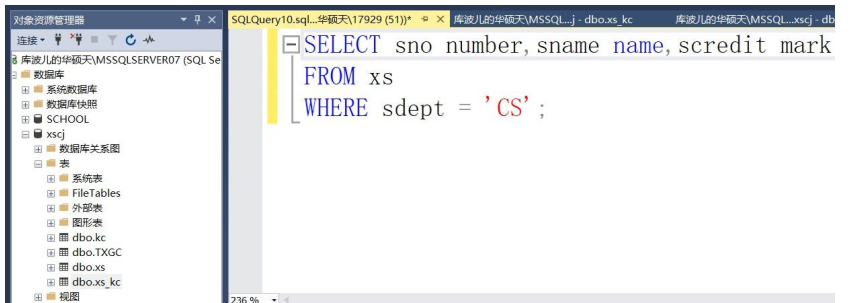 对象资源管理器
连接
库波儿的华硕天\MSSQLSERVER07 (SQL Se
数据库
系统数据库
数据库快照
SCHOOL
xscj
数据库关系图
表
系统表
FileTables
外部表
图形表
dbo.kc
dbo.TXGC
dbo.xs
dbo.xs_kc
视图
SQLQuery10.sql...华硕天\17929 (51))*
库波儿的华硕天\MSSQL...j - dbo.xs_kc
库波儿的华硕天\MSSQL...xscj - db
SELECT sno number,sname name,scredit mark
FROM xs
WHERE sdept = 'CS';
236 %